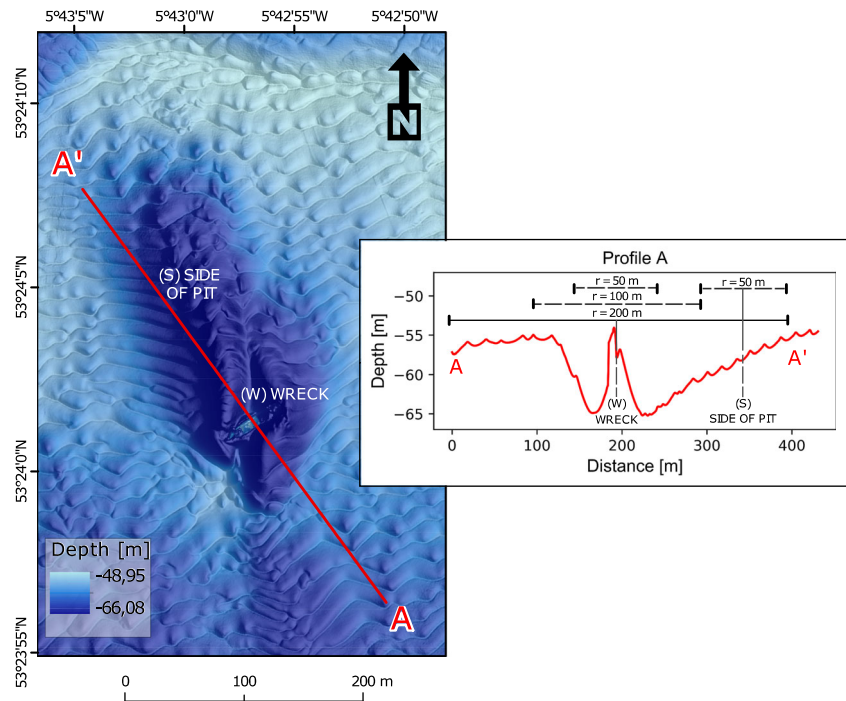 5°43'5"W 5°43'0"W 5°42'55"W 5°42'50"W
53°24'10"N
53°24'5"N
53°24'0"N
53°23'55"N
N
A'
(S) SIDE
OF PIT
(W) WRECK
A
Depth [m]
-48,95
-66,08
0 100 200 m
Profile A
r = 50 m r = 50 m
r = 100 m
r = 200 m
−50
−55
−60
−65
Depth [m]
A
A'
(W)
WRECK
(S)
SIDE OF PIT
0 100 200 300 400
Distance [m]